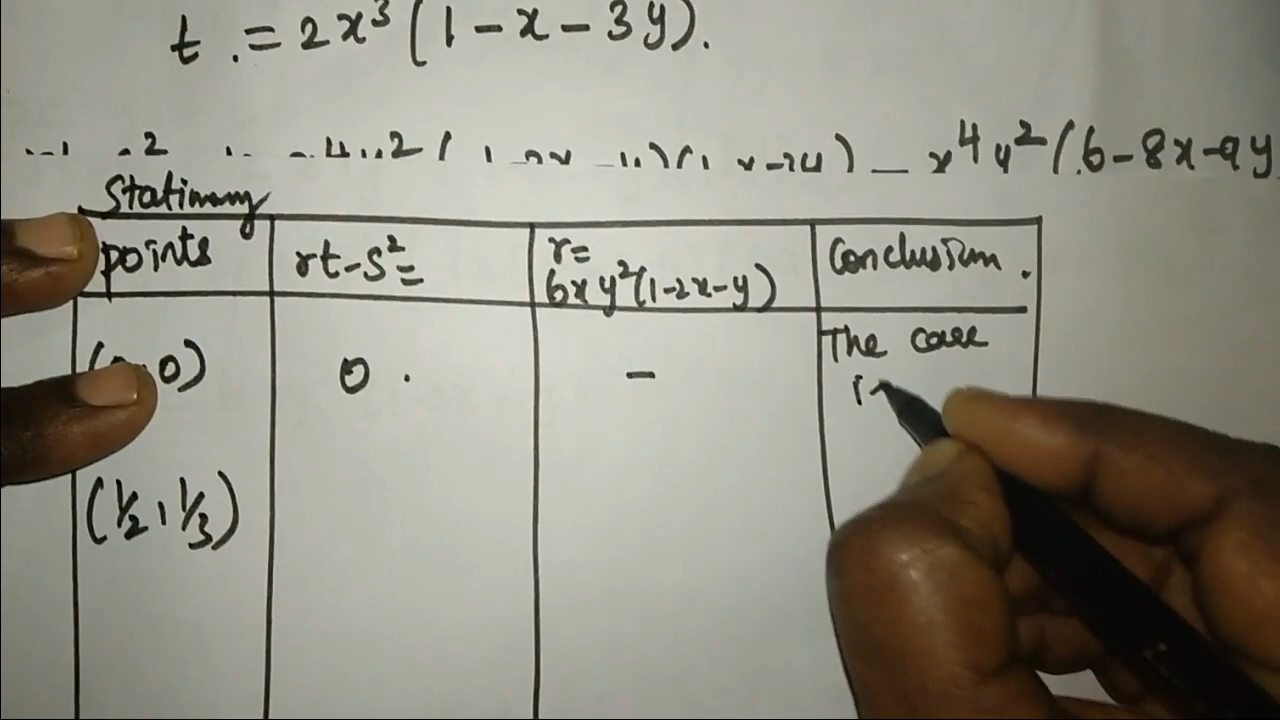 t .= 2x³ (1 - x - 3y).
– x⁴y² (6 - 8x - 9y
Stationary
points
rt - s² =
r =
6xy²(1-2x-y)
Conclusion.
0)
0 .
–
The case
(1/2, 1/3)